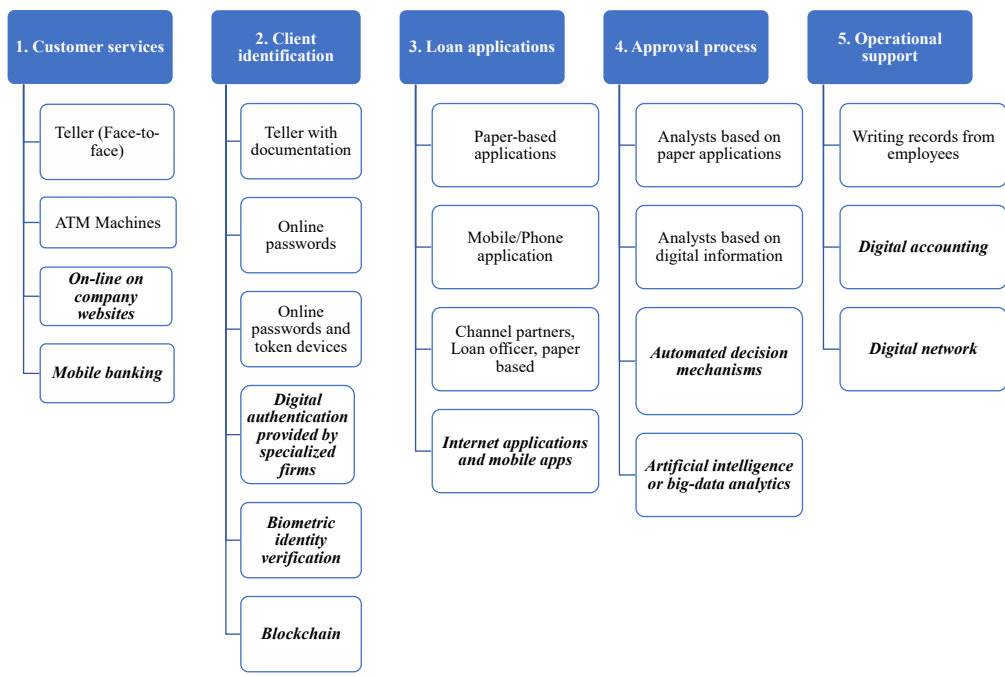 1. Customer services
Teller (Face-to-
face)
ATM Machines
On-line on
company
websites
Mobile banking
2. Client
identification
Teller with
documentation
Online
passwords
Online
passwords and
token devices
Digital
authentication
provided by
specialized
firms
Biometric
identity
verification
Blockchain
3. Loan applications
Paper-based
applications
Mobile/Phone
application
Channel partners,
Loan officer, paper
based
Internet applications
and mobile apps
4. Approval process
Analysts based on
paper applications
Analysts based on
digital information
Automated decision
mechanisms
Artificial intelligence
or big-data analytics
5. Operational
support
Writing records from
employees
Digital accounting
Digital network